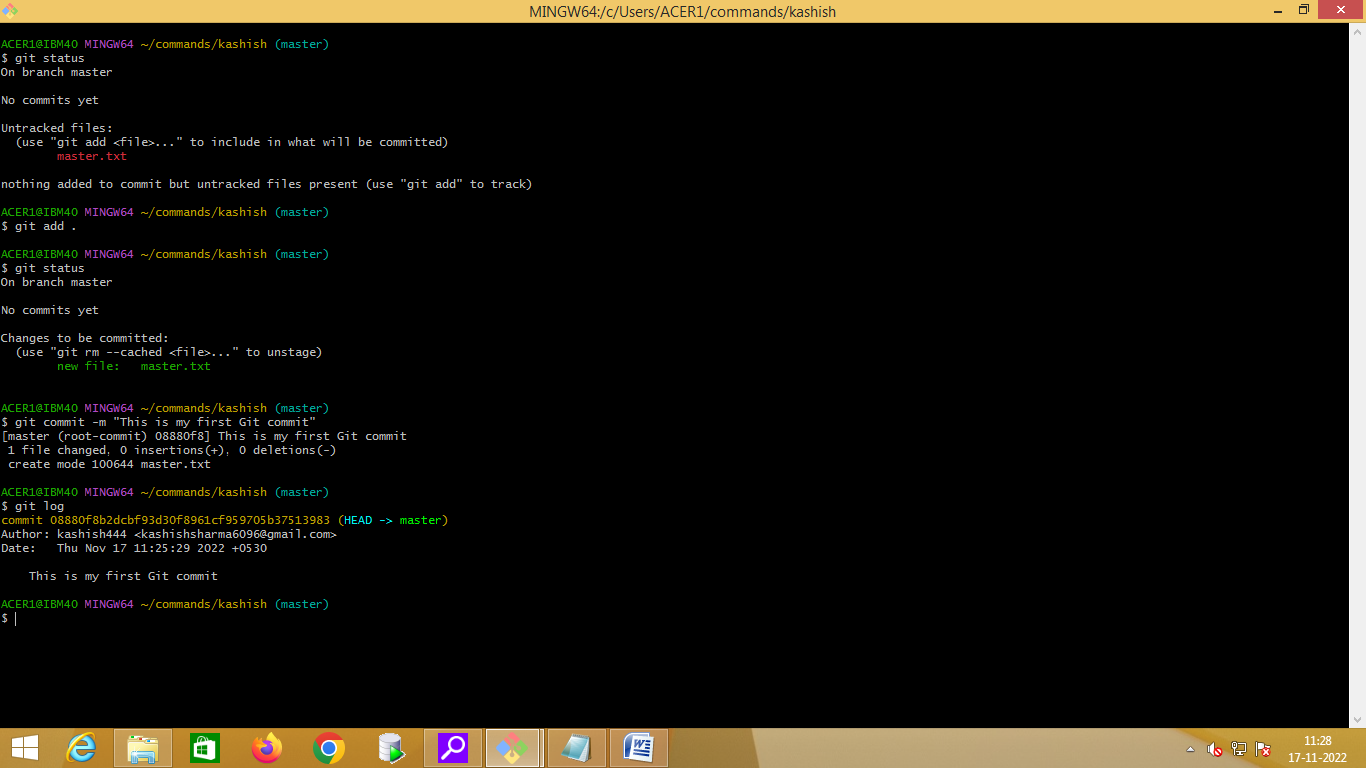 MINGW64:/c/Users/ACER1/commands/kashish
ACER1@IBM40 MINGW64 ~/commands/kashish (master)
$ git status
On branch master
No commits yet
Untracked files:
  (use "git add <file>..." to include in what will be committed)
        master.txt
nothing added to commit but untracked files present (use "git add" to track)
ACER1@IBM40 MINGW64 ~/commands/kashish (master)
$ git add .
ACER1@IBM40 MINGW64 ~/commands/kashish (master)
$ git status
On branch master
No commits yet
Changes to be committed:
  (use "git rm --cached <file>..." to unstage)
        new file:   master.txt
ACER1@IBM40 MINGW64 ~/commands/kashish (master)
$ git commit -m "This is my first Git commit"
[master (root-commit) 08880f8] This is my first Git commit
 1 file changed, 0 insertions(+), 0 deletions(-)
 create mode 100644 master.txt
ACER1@IBM40 MINGW64 ~/commands/kashish (master)
$ git log
commit 08880f8b2dcbf93d30f8961cf959705b37513983 (HEAD -> master)
Author: kashish444 <kashishsharma6096@gmail.com>
Date:   Thu Nov 17 11:25:29 2022 +0530
    This is my first Git commit
ACER1@IBM40 MINGW64 ~/commands/kashish (master)
$
11:28
17-11-2022